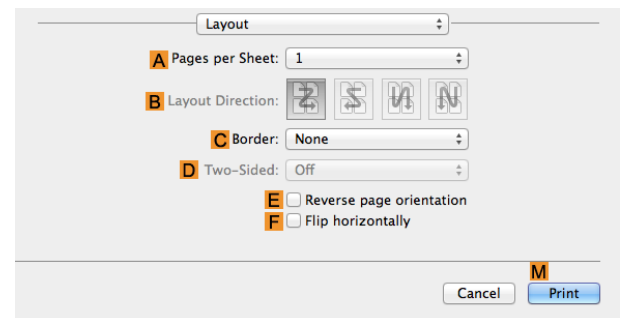 Layout
A Pages per Sheet: 1
B Layout Direction:
C Border: None
D Two-Sided: Off
E Reverse page orientation
F Flip horizontally
M
Cancel Print